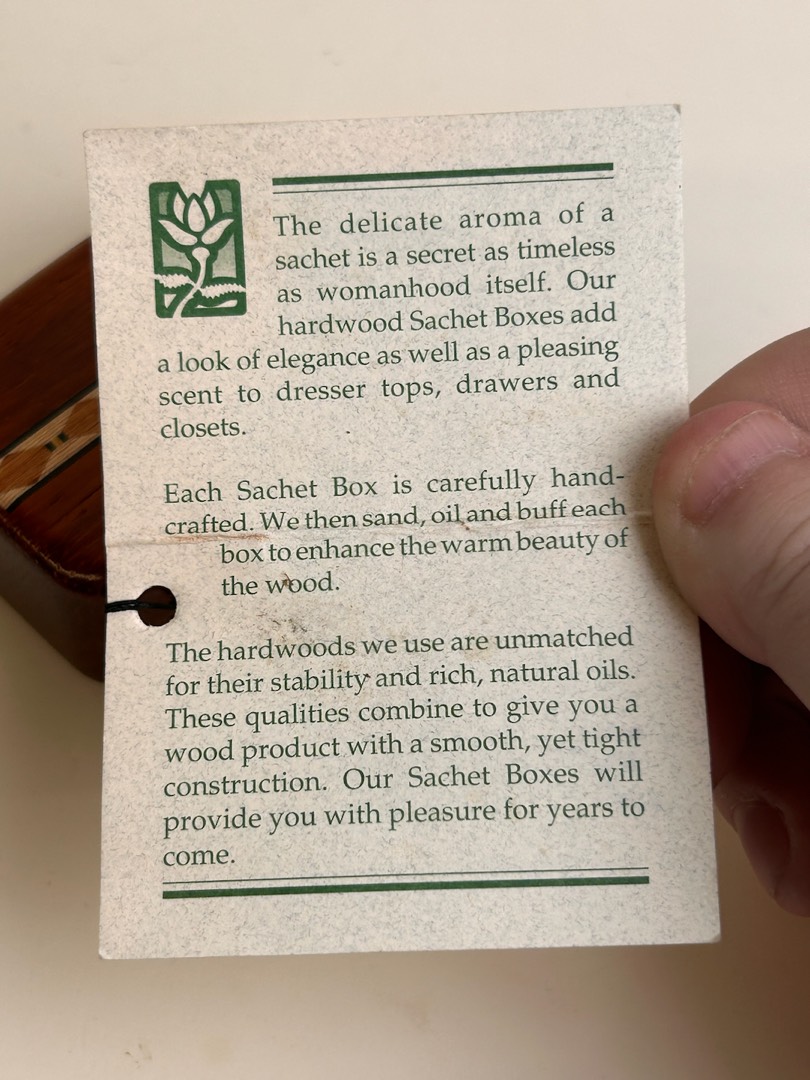 The delicate aroma of a
sachet is a secret as timeless
as womanhood itself. Our
hardwood Sachet Boxes add
a look of elegance as well as a pleasing
scent to dresser tops, drawers and
closets.
Each Sachet Box is carefully hand-
crafted. We then sand, oil and buff each
box to enhance the warm beauty of
the wood.
The hardwoods we use are unmatched
for their stability and rich, natural oils.
These qualities combine to give you a
wood product with a smooth, yet tight
construction. Our Sachet Boxes will
provide you with pleasure for years to
come.